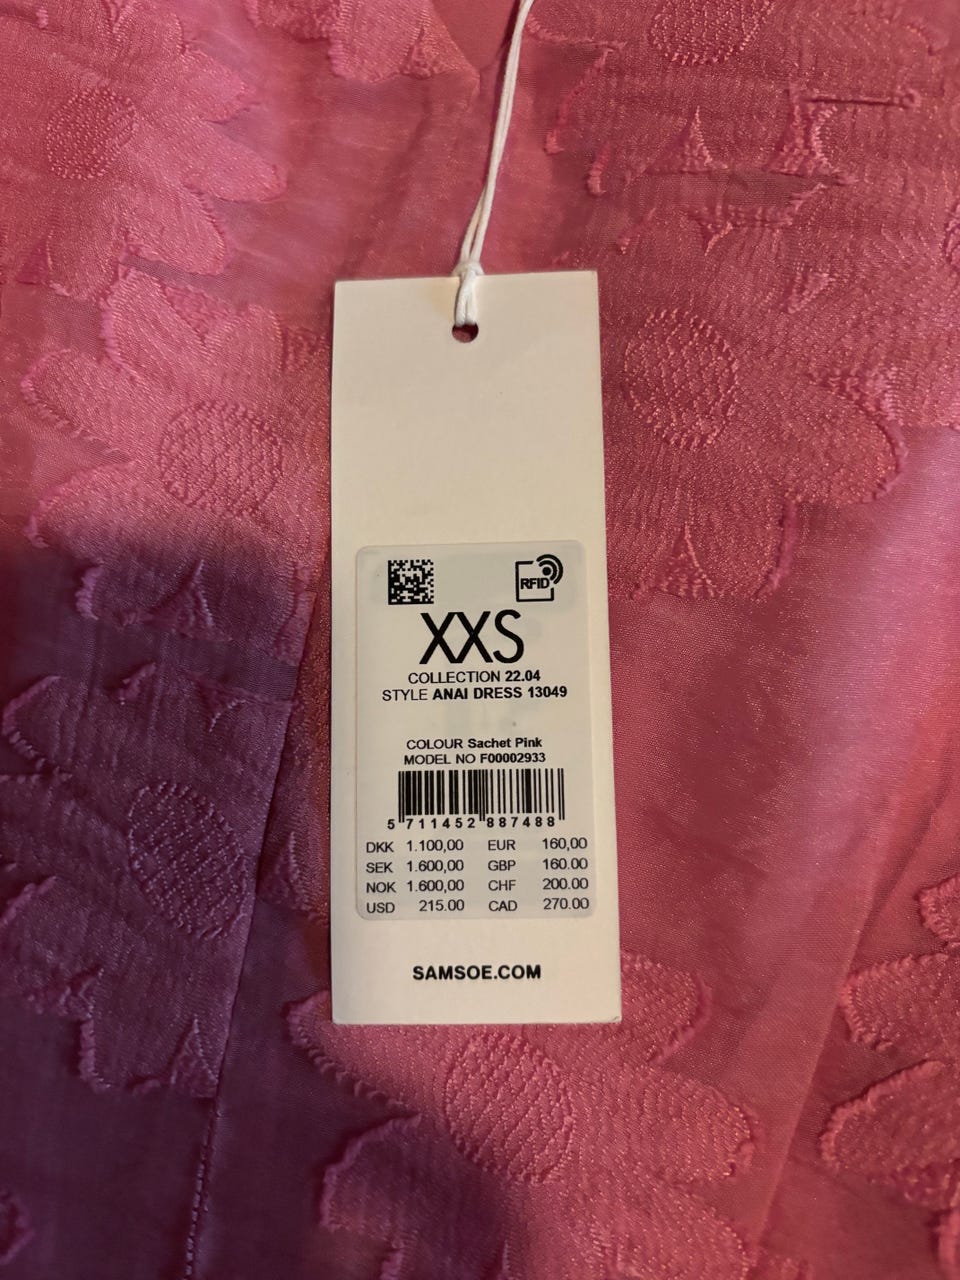 RFID
XXS
COLLECTION 22.04
STYLE ANAI DRESS 13049
COLOUR Sachet Pink
MODEL NO F00002933
5 711452 887488
DKK 1.100,00 EUR 160,00
SEK 1.600,00 GBP 160.00
NOK 1.600,00 CHF 200.00
USD 215.00 CAD 270.00
SAMSOE.COM